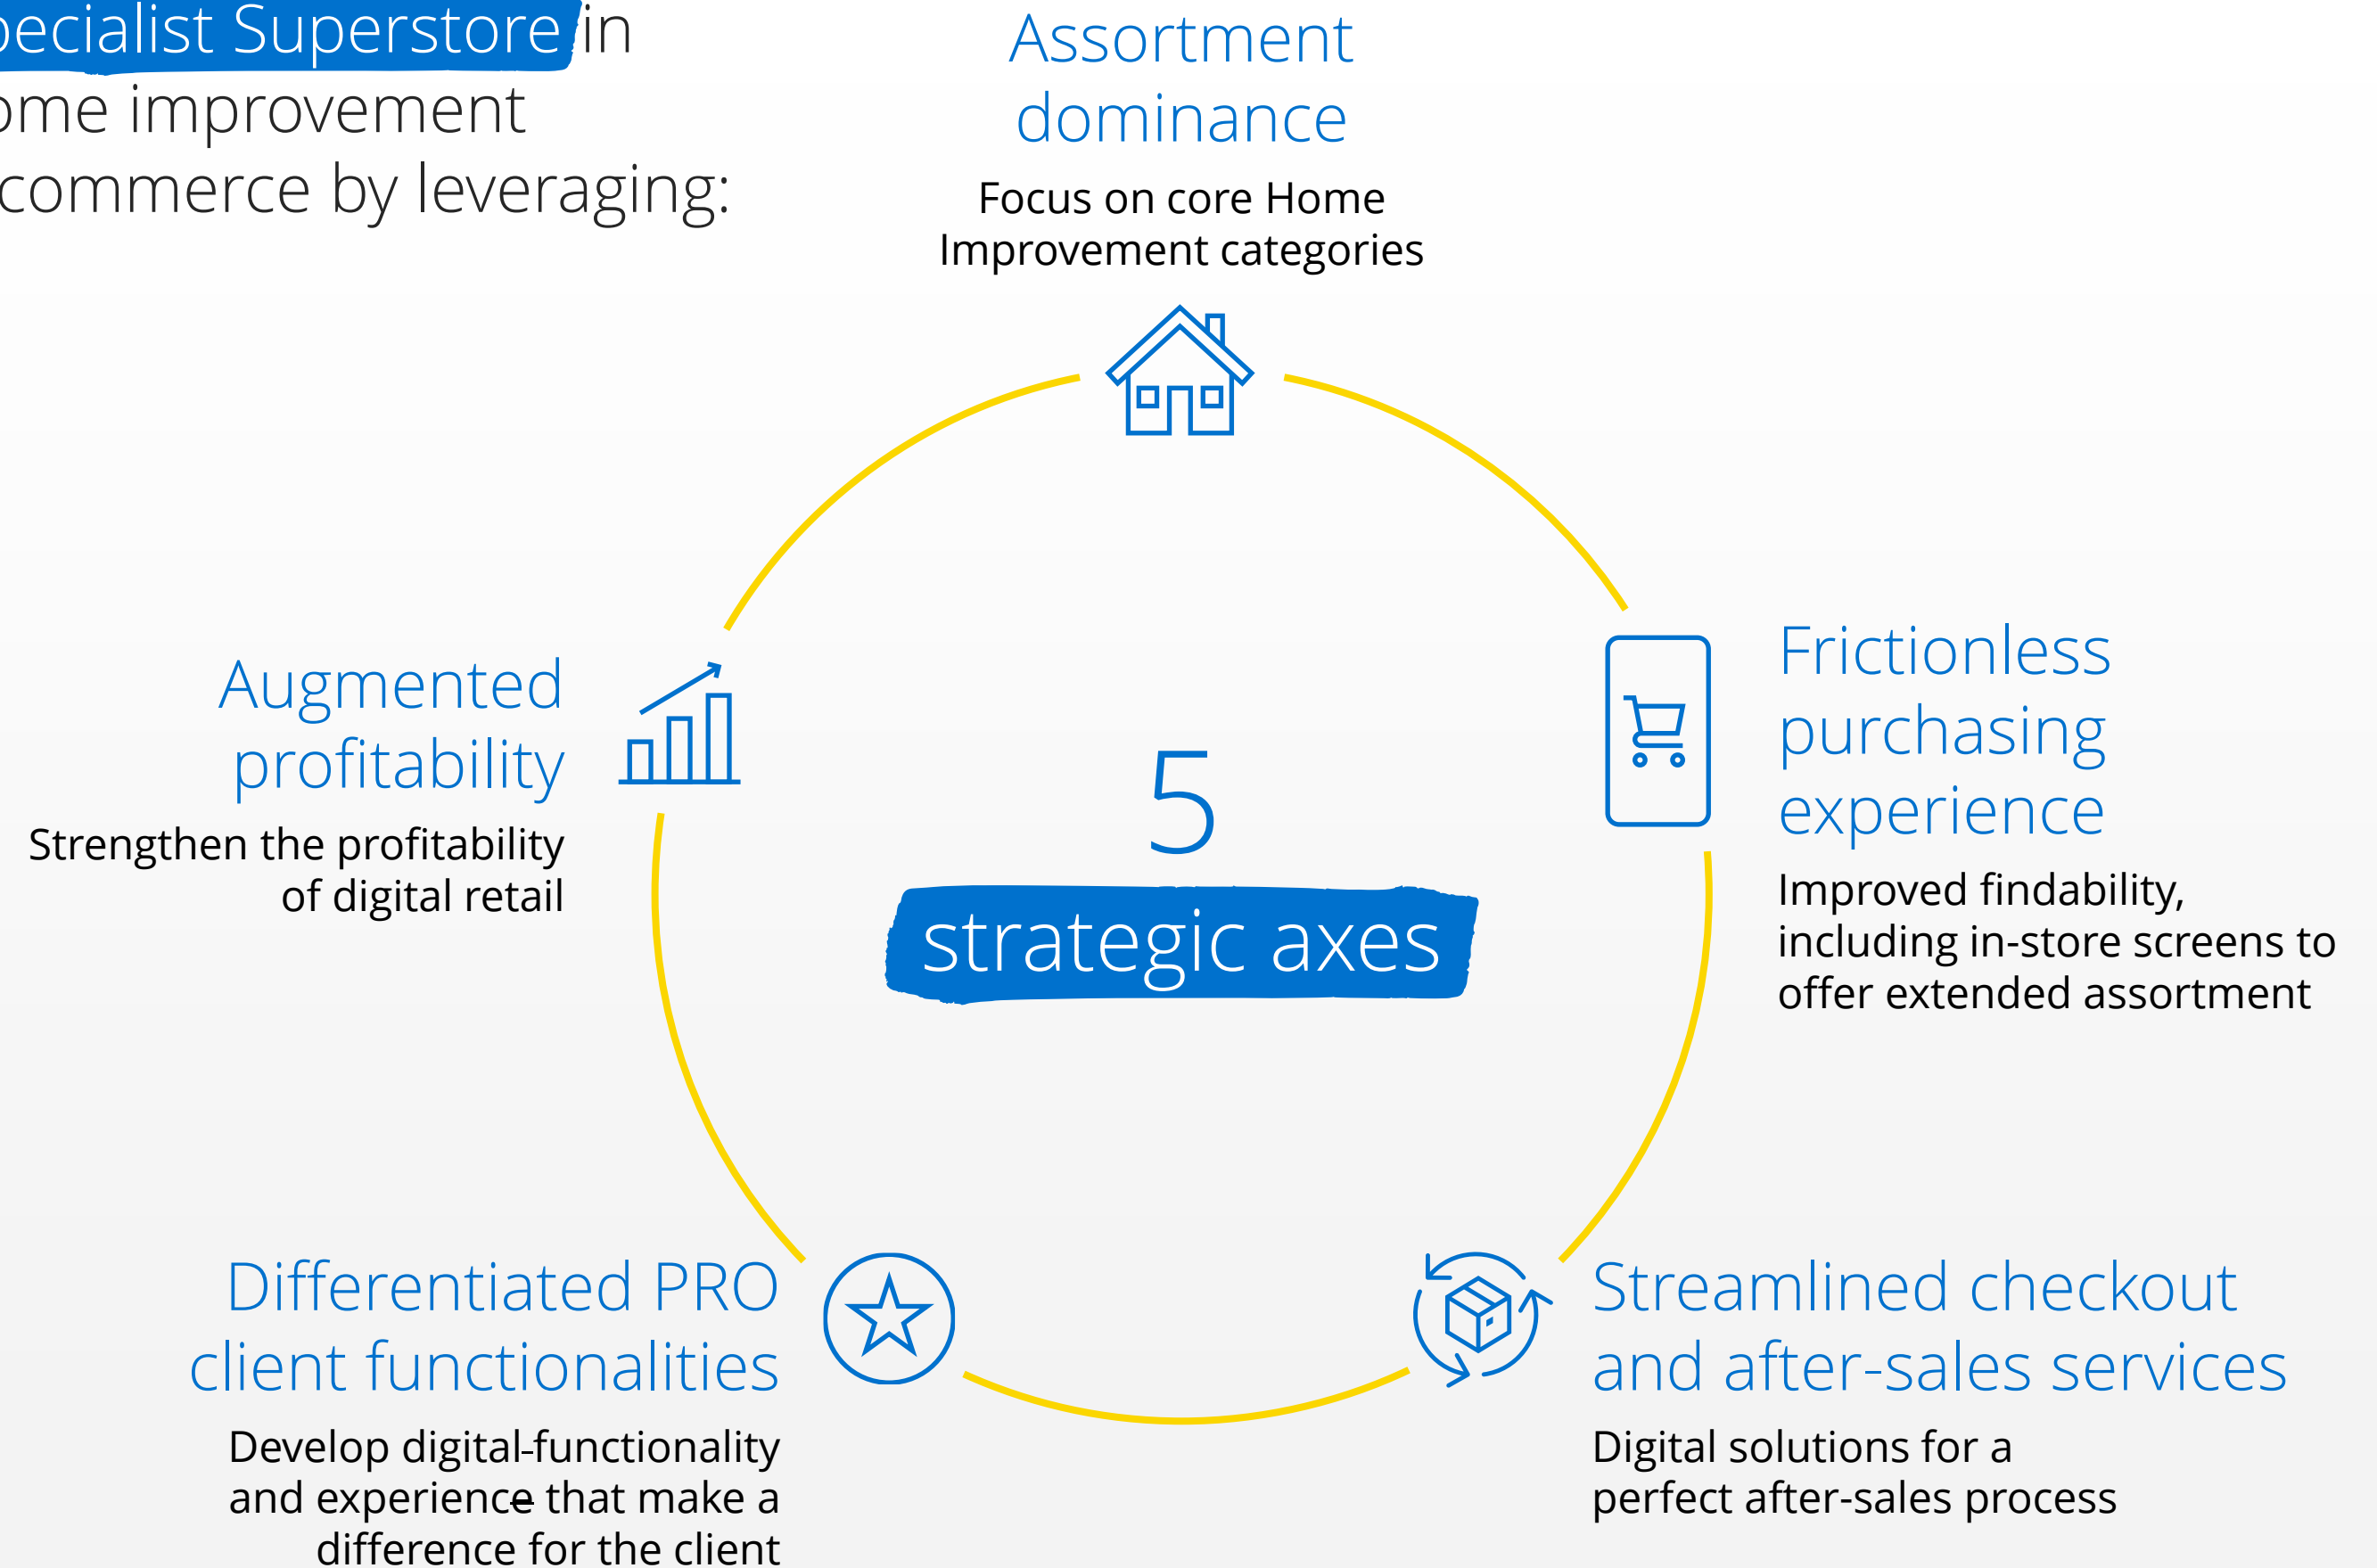 pecialist Superstore in
ome improvement
commerce by leveraging:
Assortment
dominance
Focus on core Home
Improvement categories
Frictionless
purchasing
experience
Improved findability,
including in-store screens to
offer extended assortment
Augmented
profitability
Strengthen the profitability
of digital retail
5
strategic axes
Streamlined checkout
and after-sales services
Digital solutions for a
perfect after-sales process
Differentiated PRO
client functionalities
Develop digital-functionality
and experience that make a
difference for the client